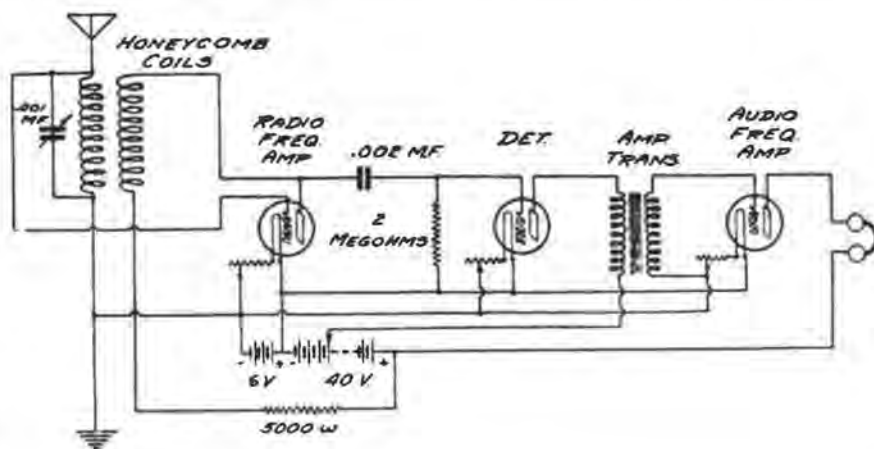 HONEYCOMB
COILS
.001
MF.
RADIO
FREQ.
AMP
.002 MF.
DET.
AMP
TRANS.
AUDIO
FREQ.
AMP
2
MEGOHMS
- + - - - +
6V
40 V.
5000 ω